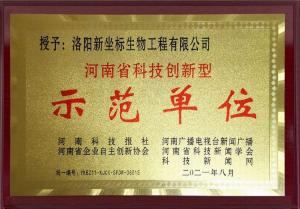 授予：洛阳新坐标生物工程有限公司
河南省科技创新型
示范单位
河南科技报社 河南广播电视台新闻广播
河南省企业自主创新协会 河南省科技新闻学会
科技新闻网
统一编号：
二〇二一年八月